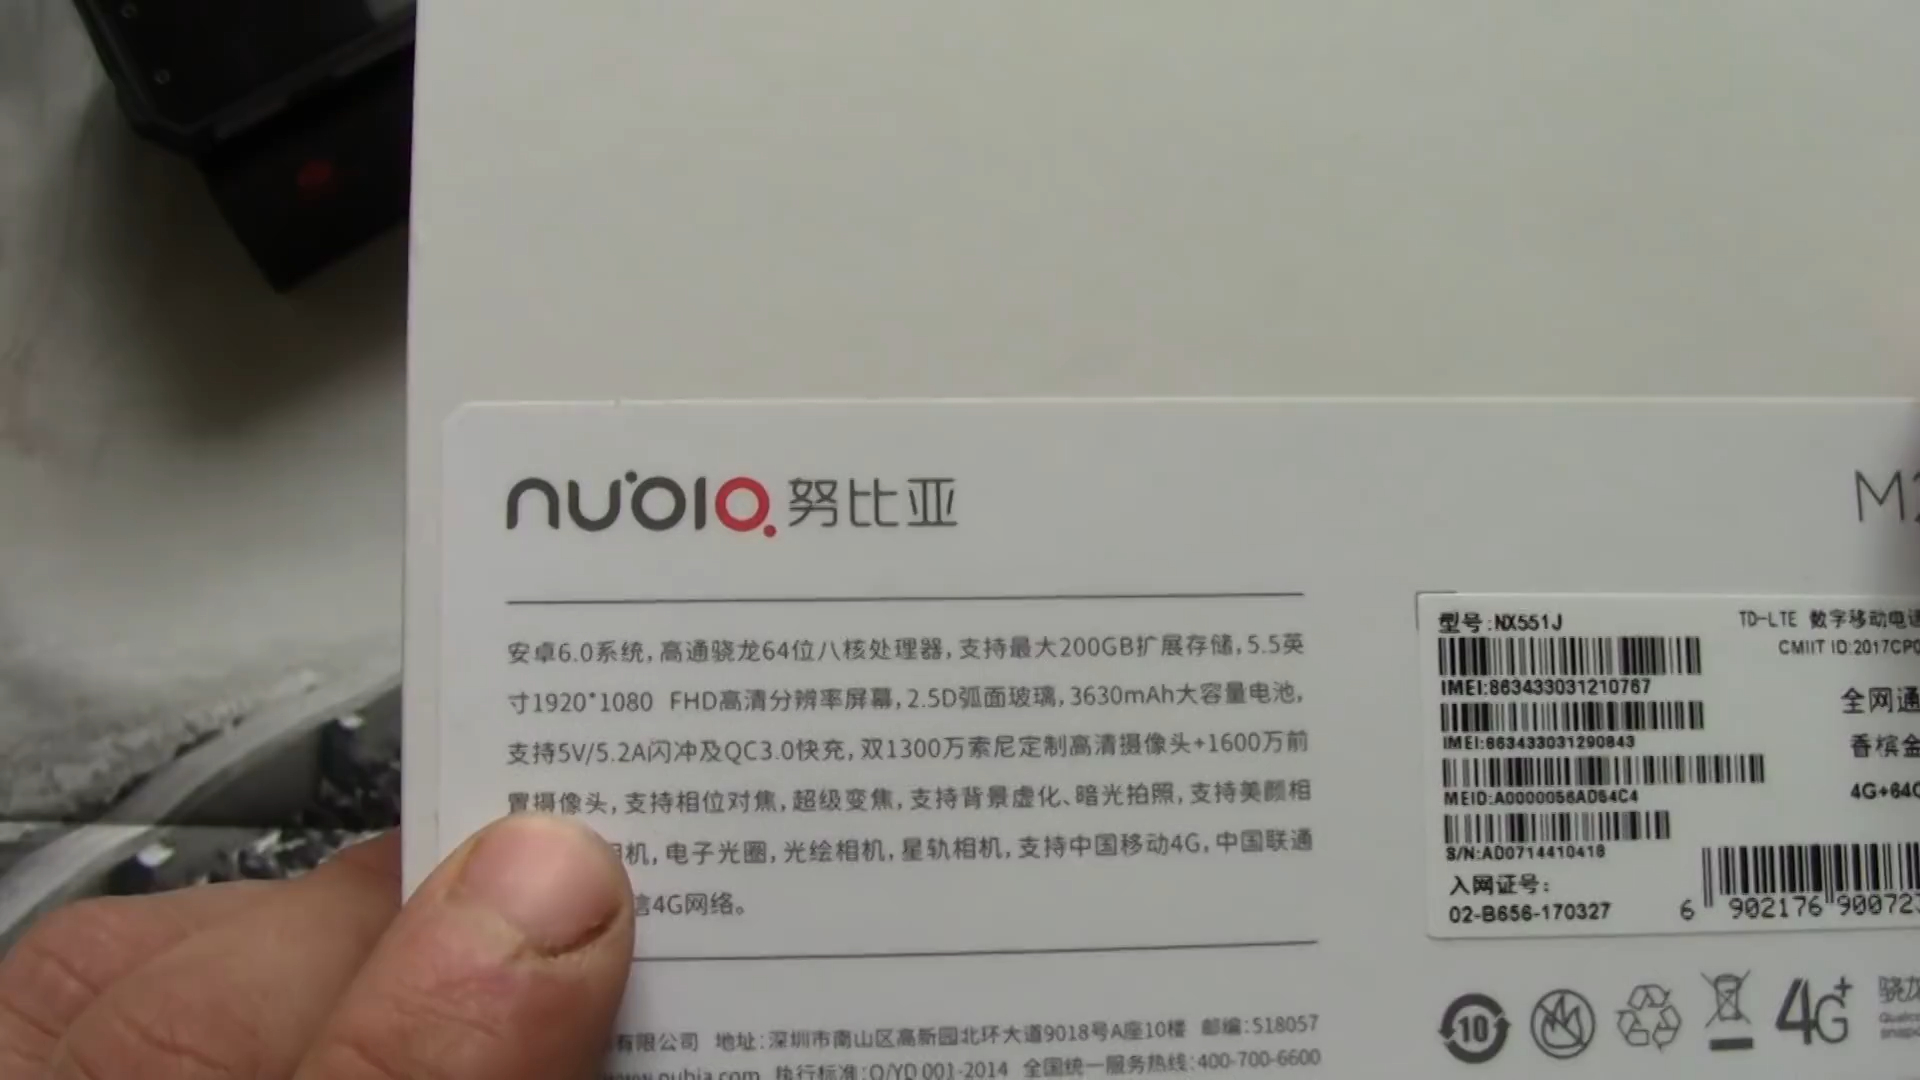 nubia 努比亚
M2
安卓6.0系统,高通骁龙64位八核处理器,支持最大200GB扩展存储,5.5英
寸1920*1080 FHD高清分辨率屏幕,2.5D弧面玻璃,3630mAh大容量电池,
支持5V/5.2A闪冲及QC3.0快充,双1300万索尼定制高清摄像头+1600万前
置摄像头,支持相位对焦,超级变焦,支持背景虚化、暗光拍照,支持美颜相
相机,电子光圈,光绘相机,星轨相机,支持中国移动4G,中国联通
信4G网络。
有限公司 地址:深圳市南山区高新园北环大道9018号A座10楼 邮编:518057
www.nubia.com 执行标准:Q/YD 001-2014 全国统一服务热线:400-700-6600
型号:NX551J
IMEI:863433031210767
IMEI:863433031290843
MEID:A0000056AD54C4
S/N:AD0714410418
入网证号:
02-B656-170327
TD-LTE 数字移动电话
CMIIT ID:2017CP0
全网通
香槟金
4G+64G
6 902176 900723
10
4G+
骁龙